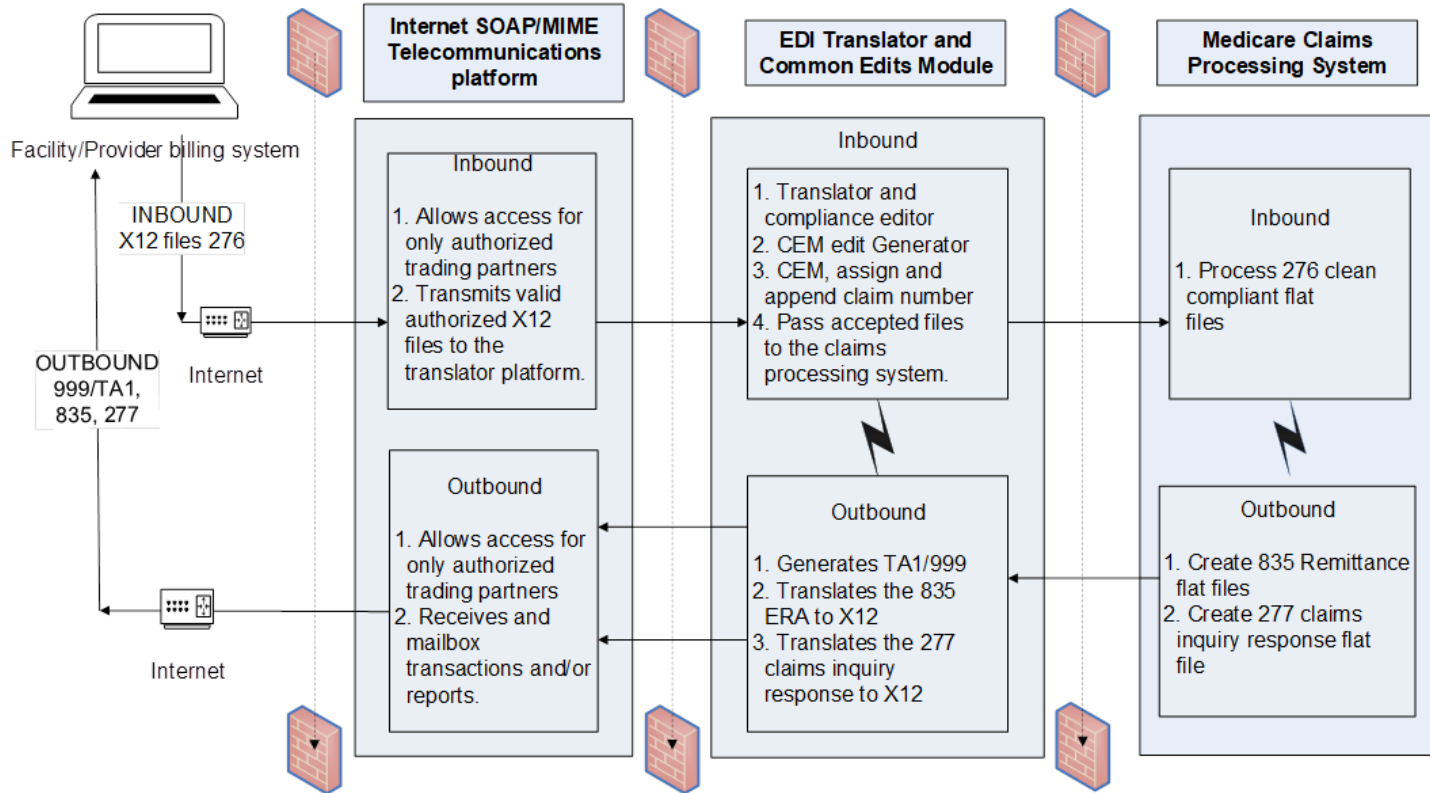 Internet SOAP/MIME
Telecommunications
platform
EDI Translator and
Common Edits Module
Medicare Claims
Processing System
Facility/Provider billing system
INBOUND
X12 files 276
Internet
OUTBOUND
999/TA1,
835, 277
Internet
Inbound
1. Allows access for
only authorized
trading partners
2. Transmits valid
authorized X12
files to the
translator platform.
Outbound
1. Allows access for
only authorized
trading partners
2. Receives and
mailbox
transactions and/or
reports.
Inbound
1. Translator and
compliance editor
2. CEM edit Generator
3. CEM, assign and
append claim number
4. Pass accepted files
to the claims
processing system.
Outbound
1. Generates TA1/999
2. Translates the 835
ERA to X12
3. Translates the 277
claims inquiry
response to X12
Inbound
1. Process 276 clean
compliant flat
files
Outbound
1. Create 835 Remittance
flat files
2. Create 277 claims
inquiry response flat
file